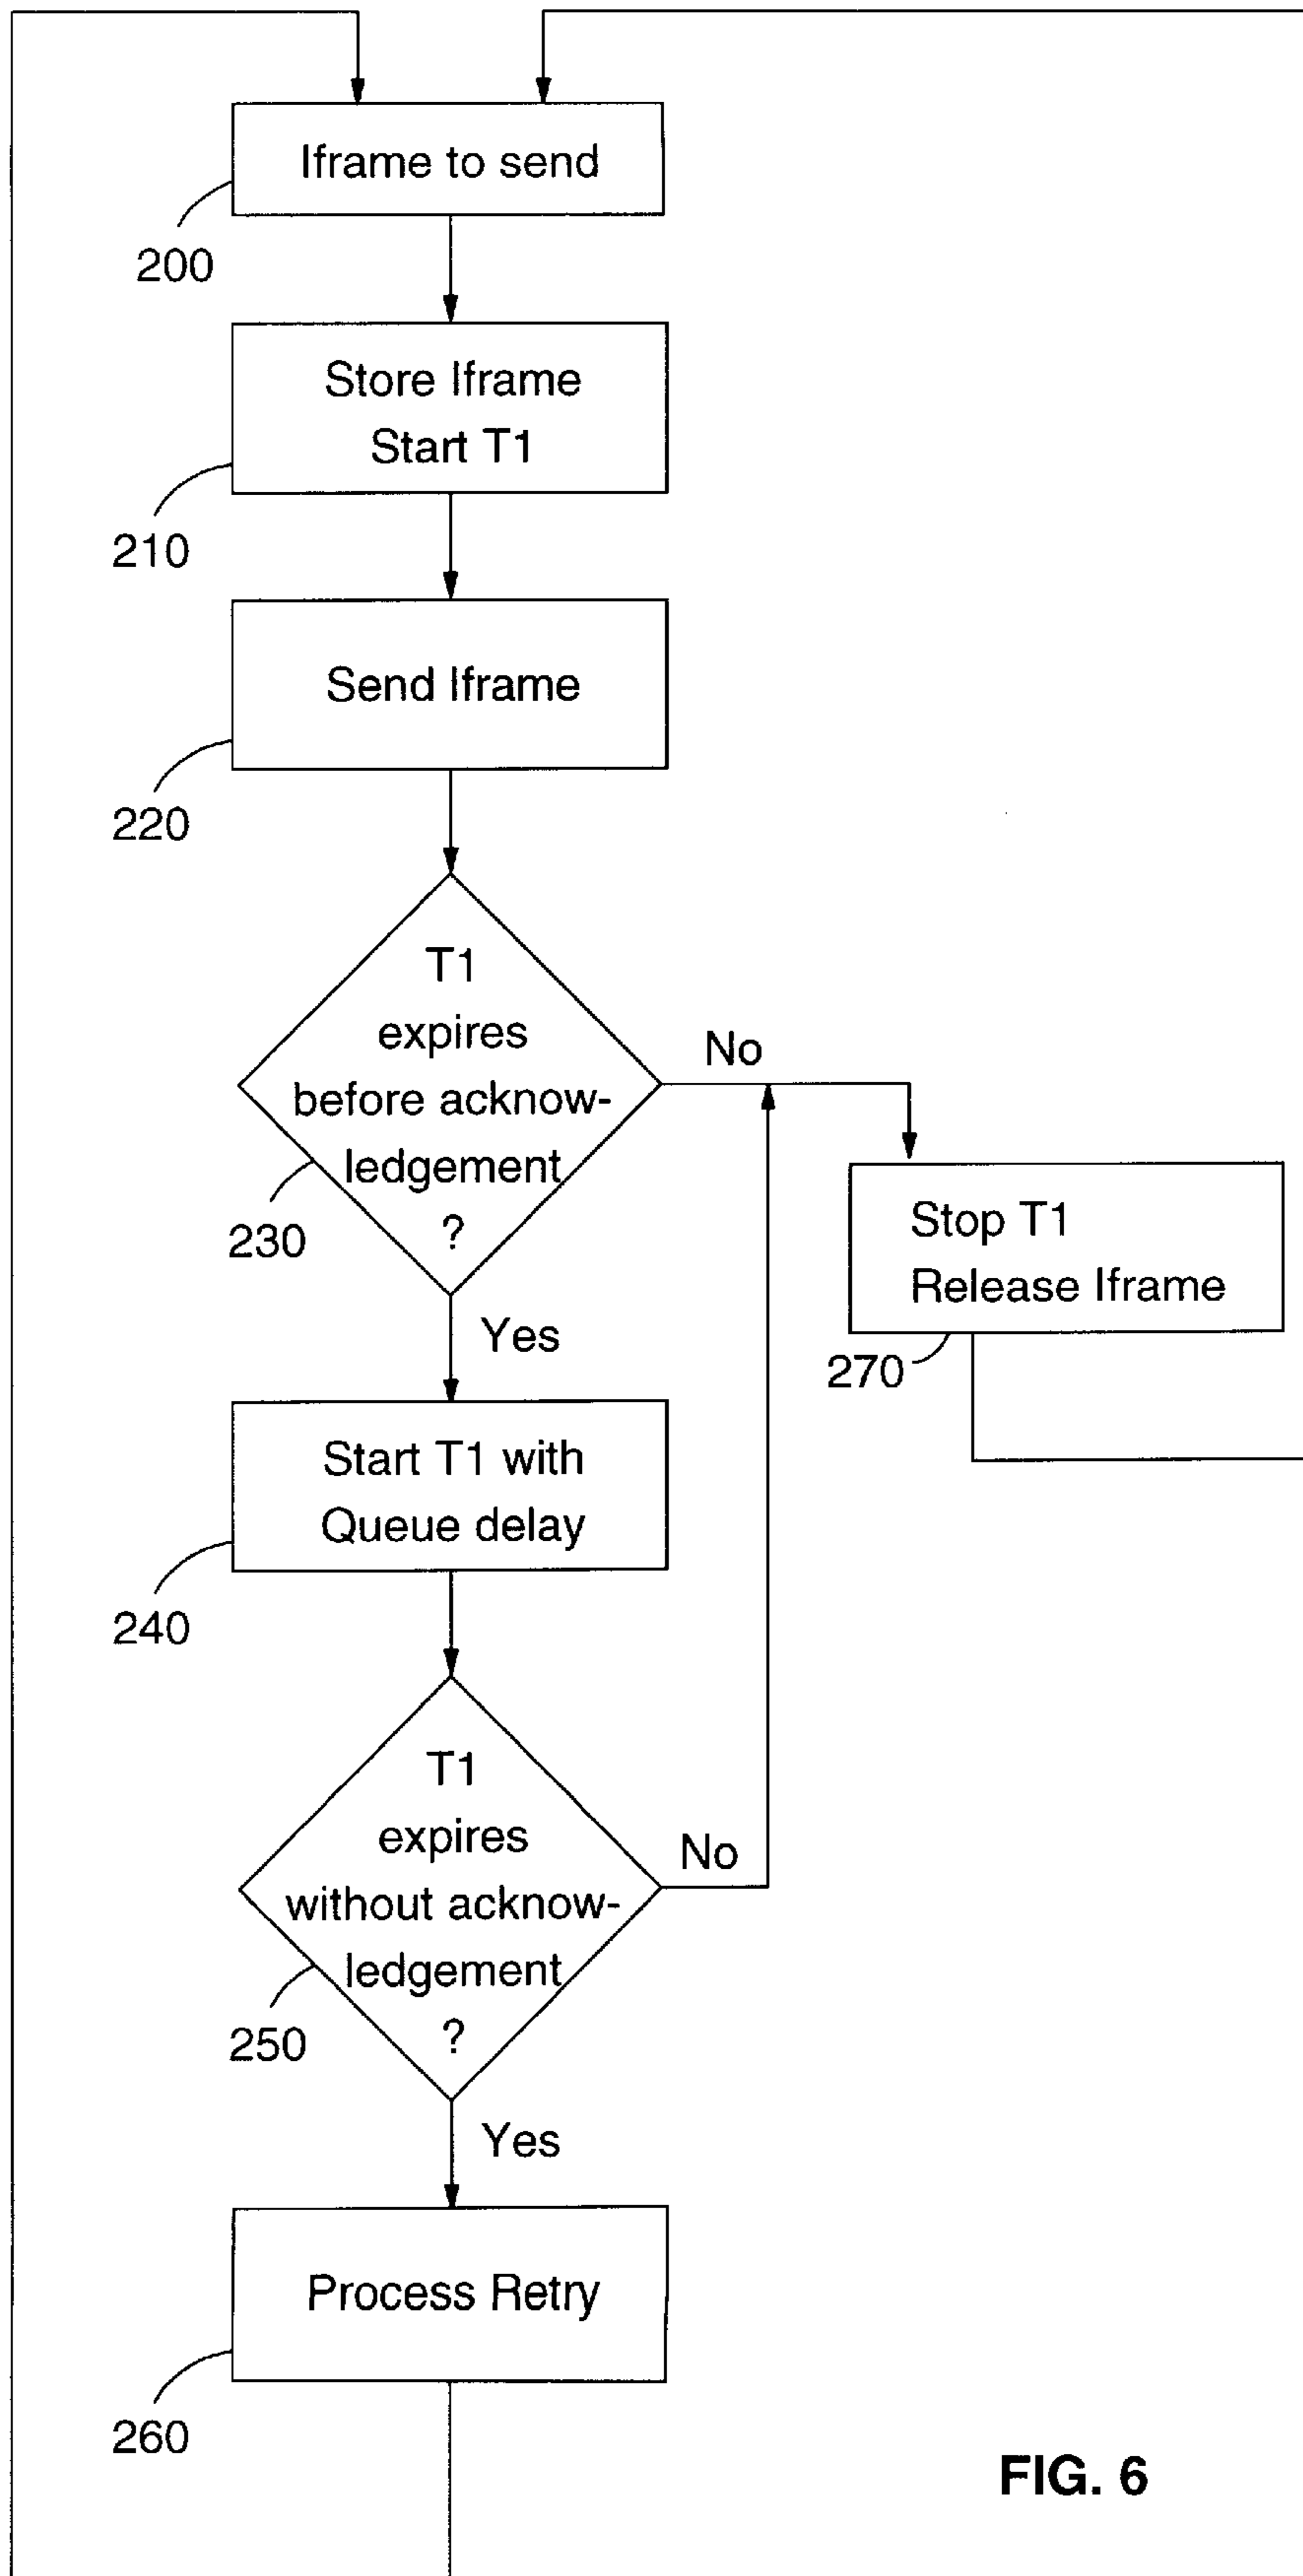 Iframe to send
200
Store Iframe
Start T1
210
Send Iframe
220
T1
expires
before acknow-
ledgement
?
230
No
Yes
Stop T1
Release Iframe
270
Start T1 with
Queue delay
240
T1
expires
without acknow-
ledgement
?
250
No
Yes
Process Retry
260
FIG. 6